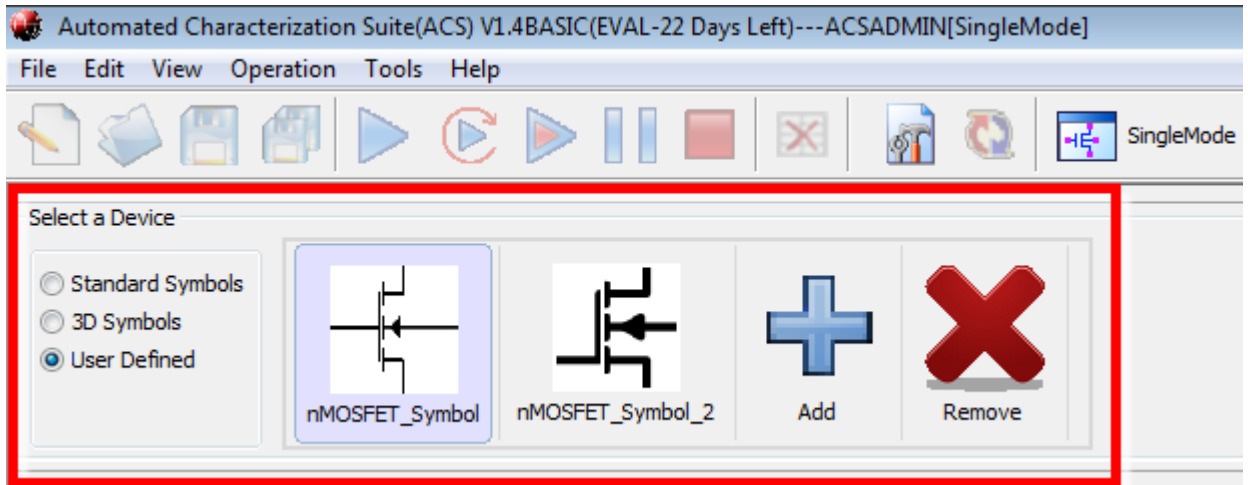 Automated Characterization Suite(ACS) V1.4BASIC(EVAL-22 Days Left)---ACSADMIN[SingleMode]
File Edit View Operation Tools Help
SingleMode
Select a Device
Standard Symbols
3D Symbols
User Defined
nMOSFET_Symbol nMOSFET_Symbol_2 Add Remove